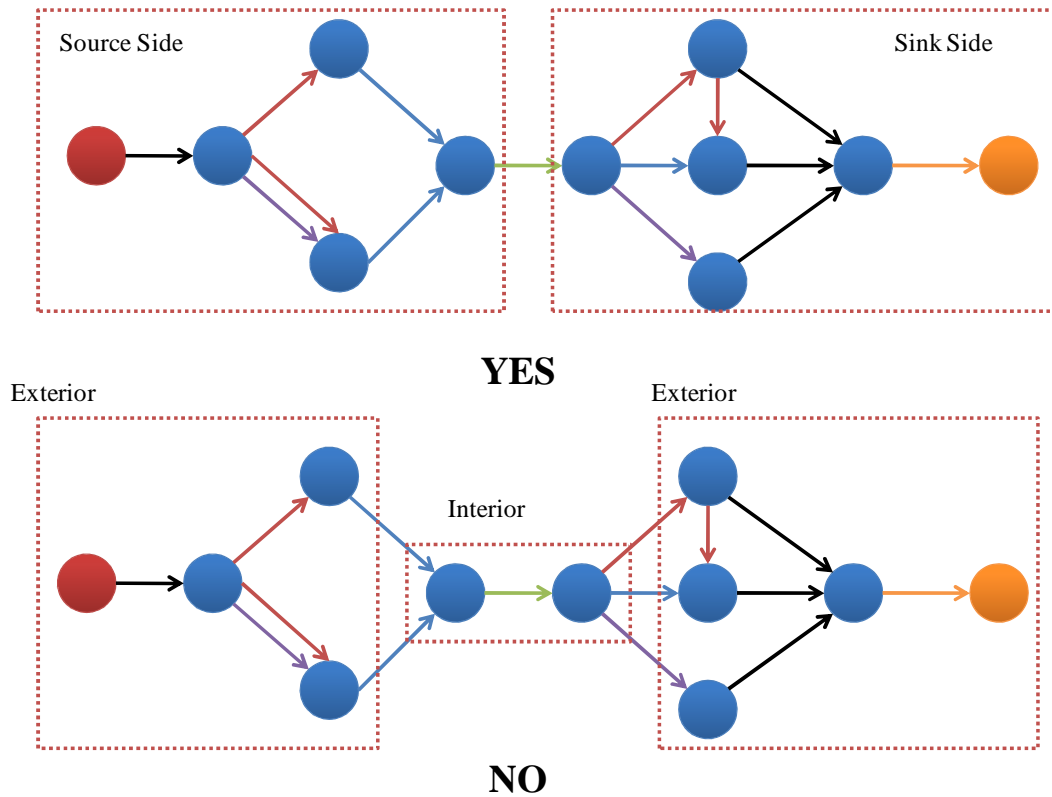 Source Side
Sink Side
YES
Exterior
Exterior
Interior
NO